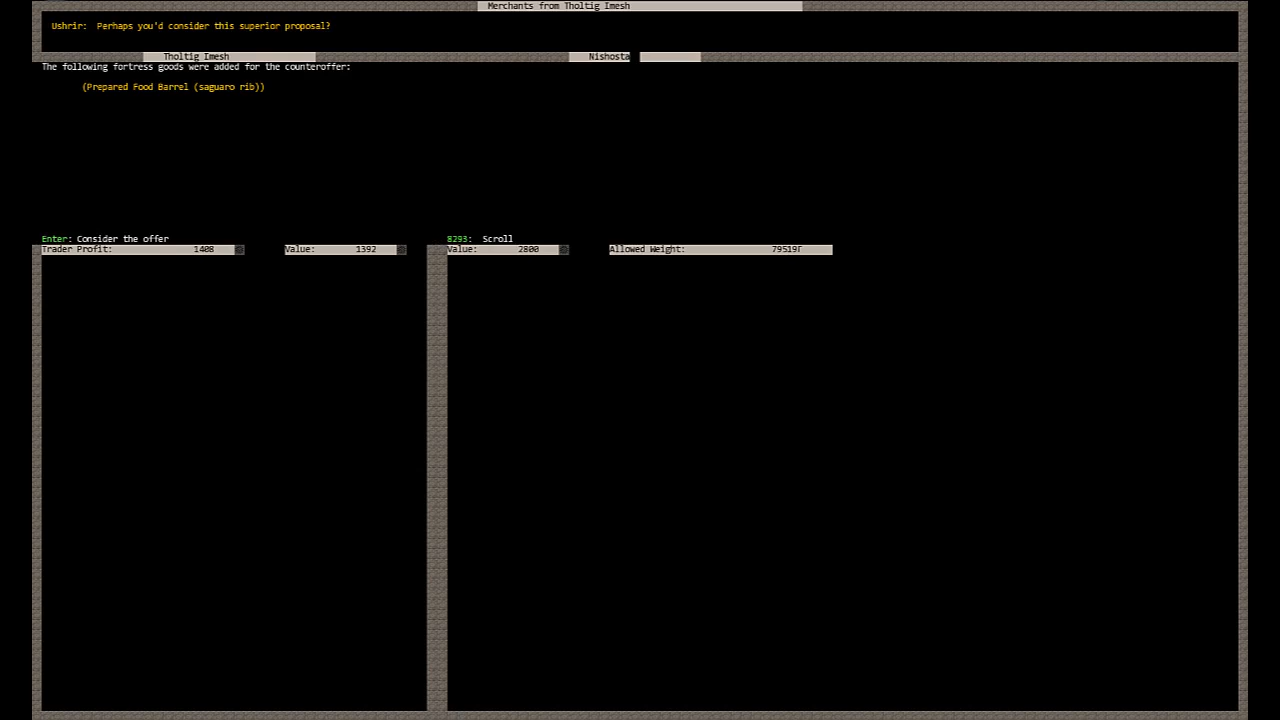 Merchants from Tholtig Imesh
Ushrir:  Perhaps you'd consider this superior proposal?
Tholtig Imesh
Nishosta
The following fortress goods were added for the counteroffer:
(Prepared Food Barrel (saguaro rib))
Enter: Consider the offer
8293:  Scroll
Trader Profit: 1408
Value: 1392
Value: 2800
Allowed Weight: 79519Γ